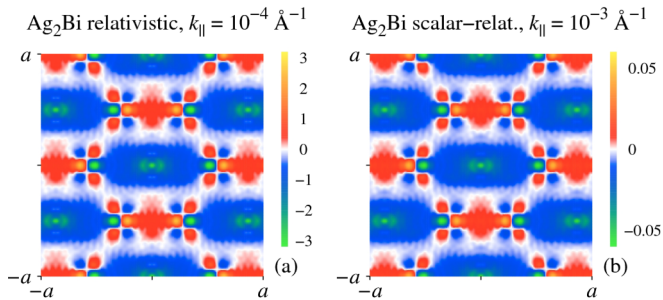 Ag₂Bi relativistic, k∥ = 10⁻⁴ Å⁻¹
a
−a
−a
a
3
2
1
0
−1
−2
−3
(a)
Ag₂Bi scalar−relat., k∥ = 10⁻³ Å⁻¹
a
−a
−a
a
0.05
0
−0.05
(b)